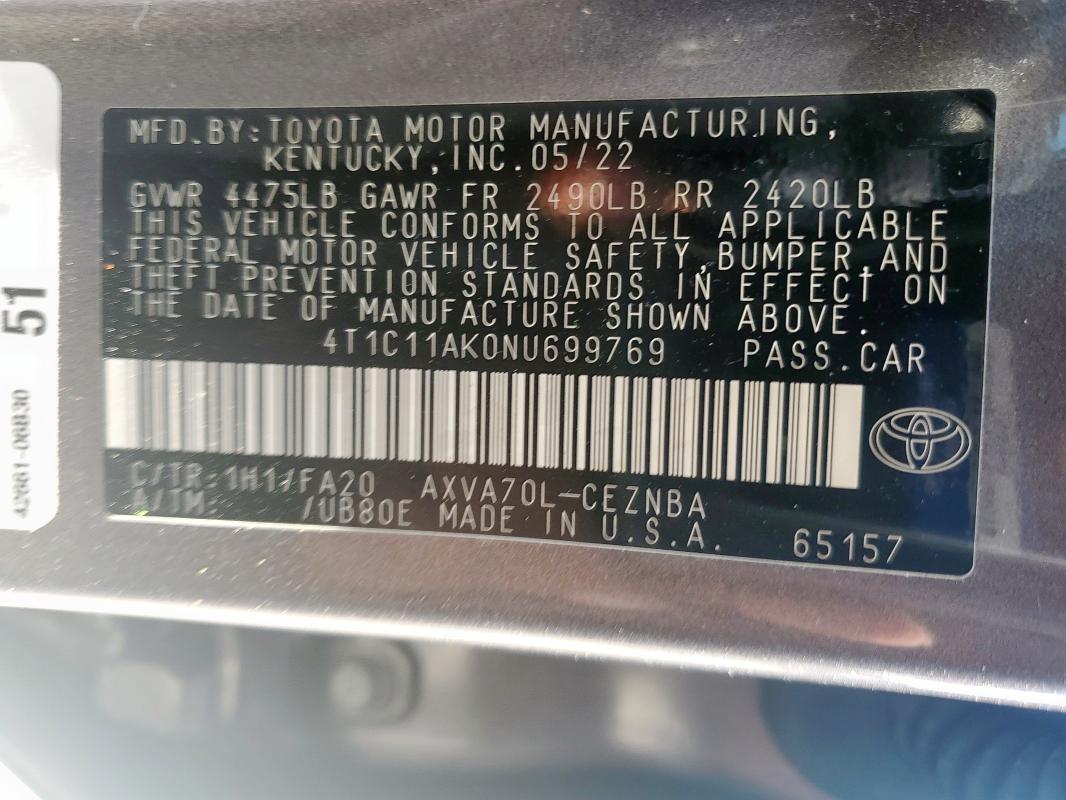 MFD.BY:TOYOTA MOTOR MANUFACTURING,
KENTUCKY,INC.05/22
GVWR 4475LB GAWR FR 2490LB RR 2420LB
THIS VEHICLE CONFORMS TO ALL APPLICABLE
FEDERAL MOTOR VEHICLE SAFETY,BUMPER,AND
THEFT PREVENTION STANDARDS IN EFFECT ON
THE DATE OF MANUFACTURE SHOWN ABOVE.
4T1C11AK0NU699769 PASS.CAR
C/TR:1H1/FA20 AXVA70L-CEZNBA
A/TM: /UB80E MADE IN U.S.A. 65157
51
42661-06B30